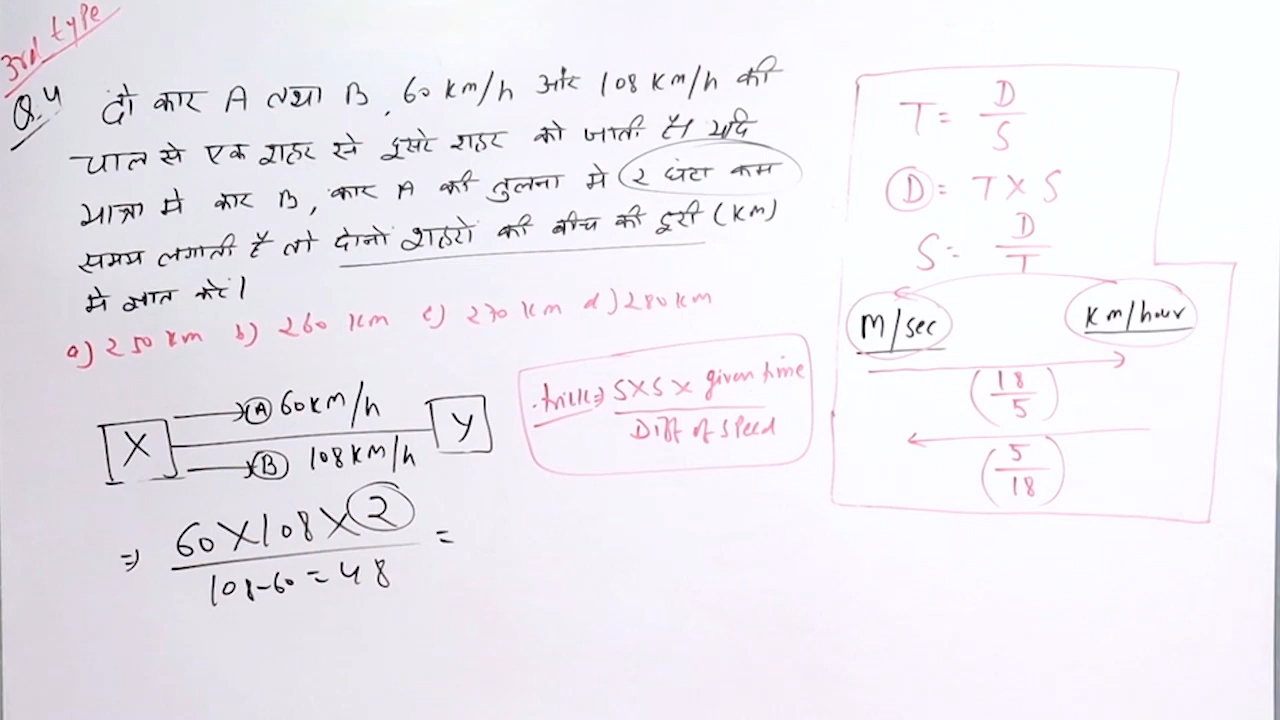 3rd type
Q.4 दो कार A तथा B, 60 km/h और 108 km/h की
चाल से एक शहर से दूसरे शहर को जाती है। यदि
यात्रा मे कार B, कार A की तुलना मे 2 घंटा कम
समय लगाती है तो दोनो शहरो की बीच की दूरी (Km)
मे ज्ञात करें।
a) 250 km b) 260 km c) 270 km d) 280 km
X A 60km/h Y
B 108 km/h
⇒ 60 X 108 X 2 =
108-60 = 48
trick ⇒ S X S X given time
Diff of speed
T = D
S
D = T X S
S = D
T
M/sec Km/hour
(18
5)
(5
18)